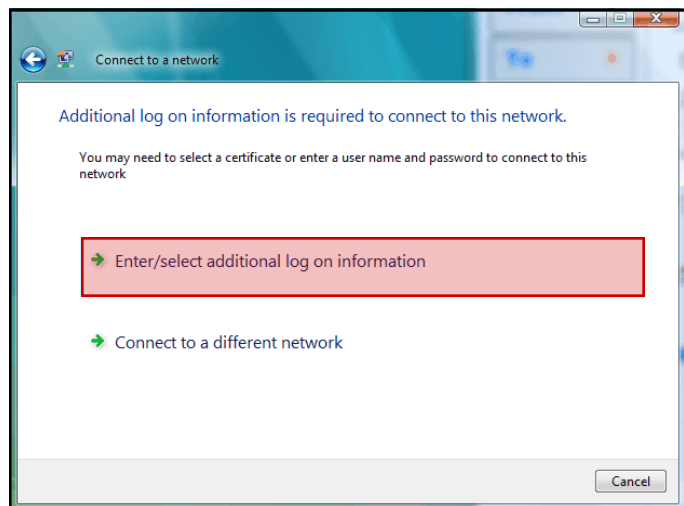 Connect to a network
Additional log on information is required to connect to this network.
You may need to select a certificate or enter a user name and password to connect to this
network
Enter/select additional log on information
Connect to a different network
Cancel